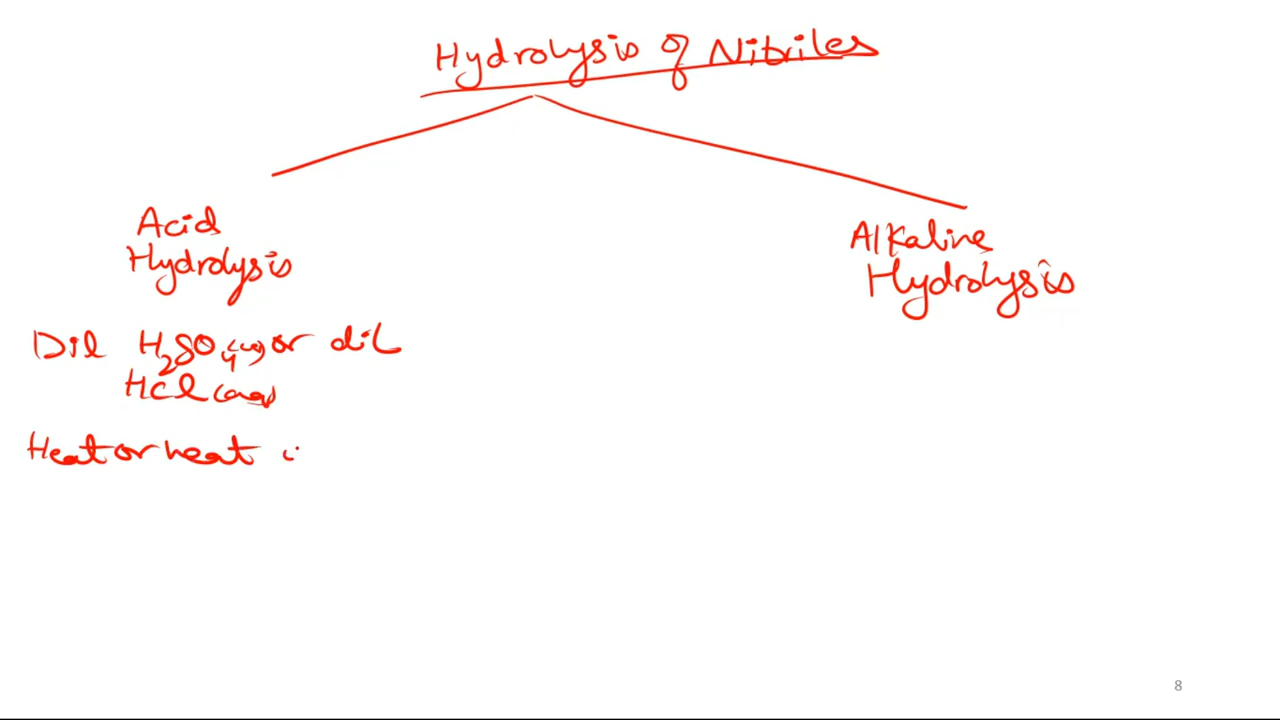 Hydrolysis of Nitriles
Acid
Hydrolysis
Alkaline
Hydrolysis
Dil H2SO4(aq) or dil
HCl(aq)
Heat or heat
8